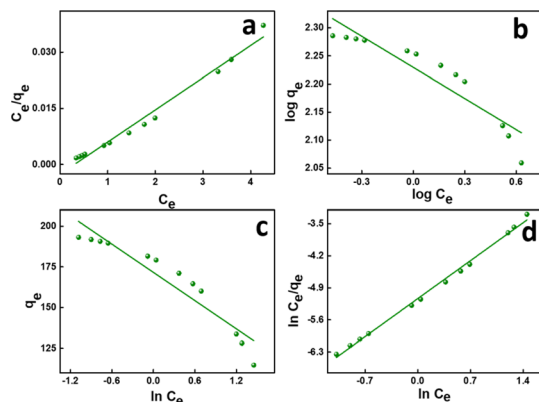 a
0.030
0.015
0.000
Ce/qe
0 1 2 3 4
Ce
b
2.30
2.25
2.20
2.15
2.10
2.05
log qe
-0.3 0.0 0.3 0.6
log Ce
c
200
175
150
125
qe
-1.2 -0.6 0.0 0.6 1.2
ln Ce
d
-3.5
-4.2
-4.9
-5.6
-6.3
ln Ce/qe
-0.7 0.0 0.7 1.4
ln Ce